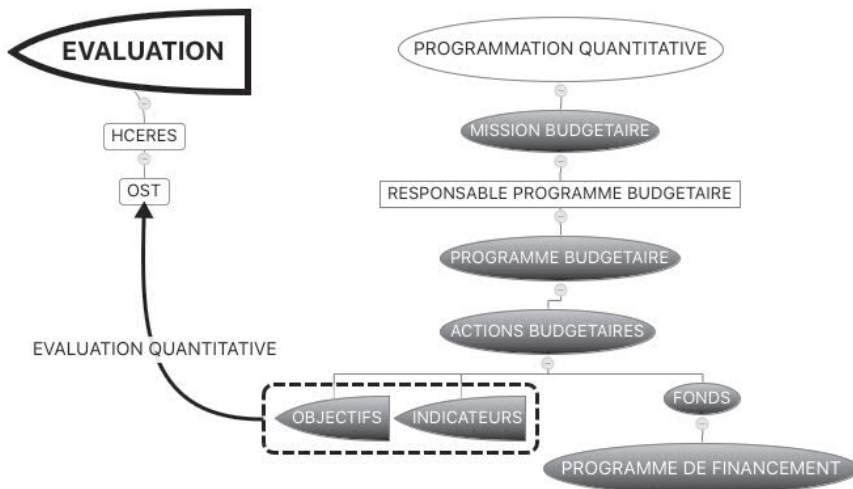 EVALUATION
HCERES
OST
EVALUATION QUANTITATIVE
PROGRAMMATION QUANTITATIVE
MISSION BUDGETAIRE
RESPONSABLE PROGRAMME BUDGETAIRE
PROGRAMME BUDGETAIRE
ACTIONS BUDGETAIRES
OBJECTIFS
INDICATEURS
FONDS
PROGRAMME DE FINANCEMENT